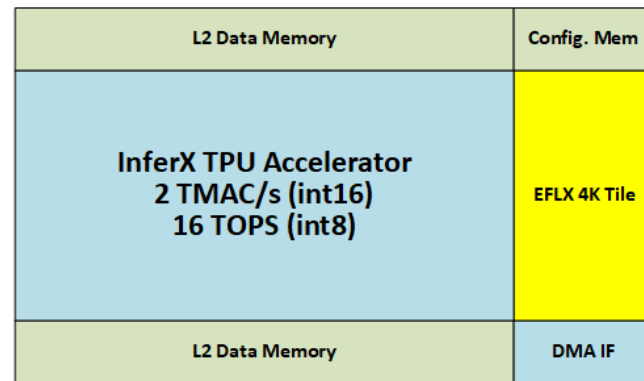 L2 Data Memory
Config. Mem
InferX TPU Accelerator
2 TMAC/s (int16)
16 TOPS (int8)
EFLX 4K Tile
L2 Data Memory
DMA IF